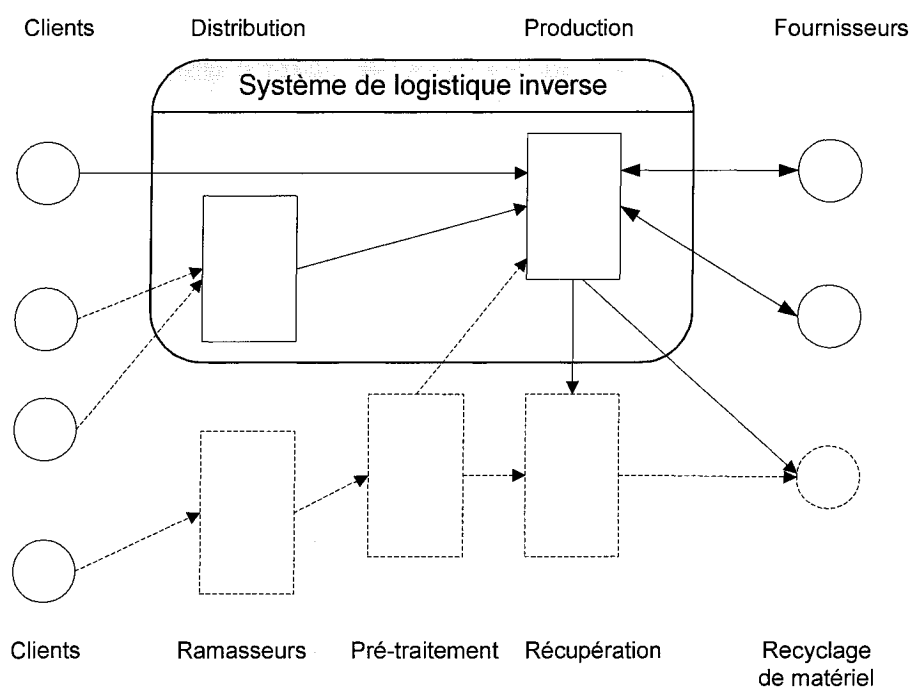 Clients
Distribution
Production
Fournisseurs
Système de logistique inverse
Clients
Ramasseurs
Pré-traitement
Récupération
Recyclage
de matériel